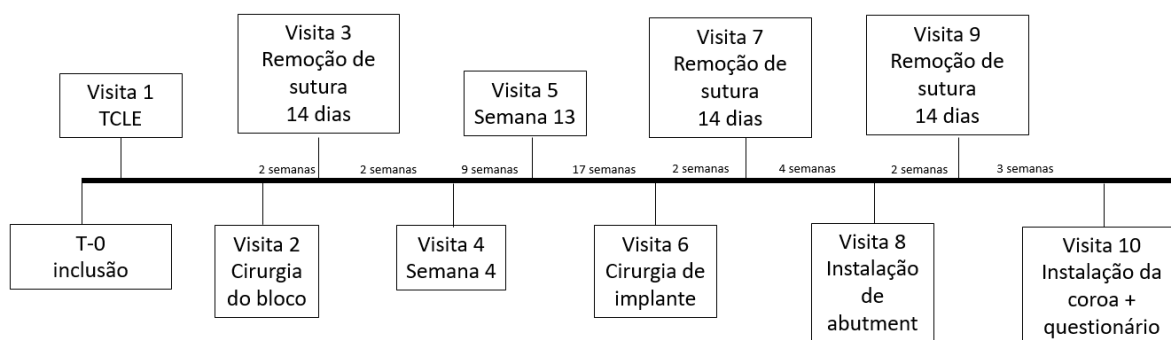 Visita 3
Remoção de
sutura
14 dias
Visita 7
Remoção de
sutura
14 dias
Visita 9
Remoção de
sutura
14 dias
Visita 1
TCLE
Visita 5
Semana 13
2 semanas
2 semanas
9 semanas
17 semanas
2 semanas
4 semanas
2 semanas
3 semanas
T-0
inclusão
Visita 2
Cirurgia
do bloco
Visita 4
Semana 4
Visita 6
Cirurgia de
implante
Visita 8
Instalação
de
abutment
Visita 10
Instalação da
coroa +
questionário